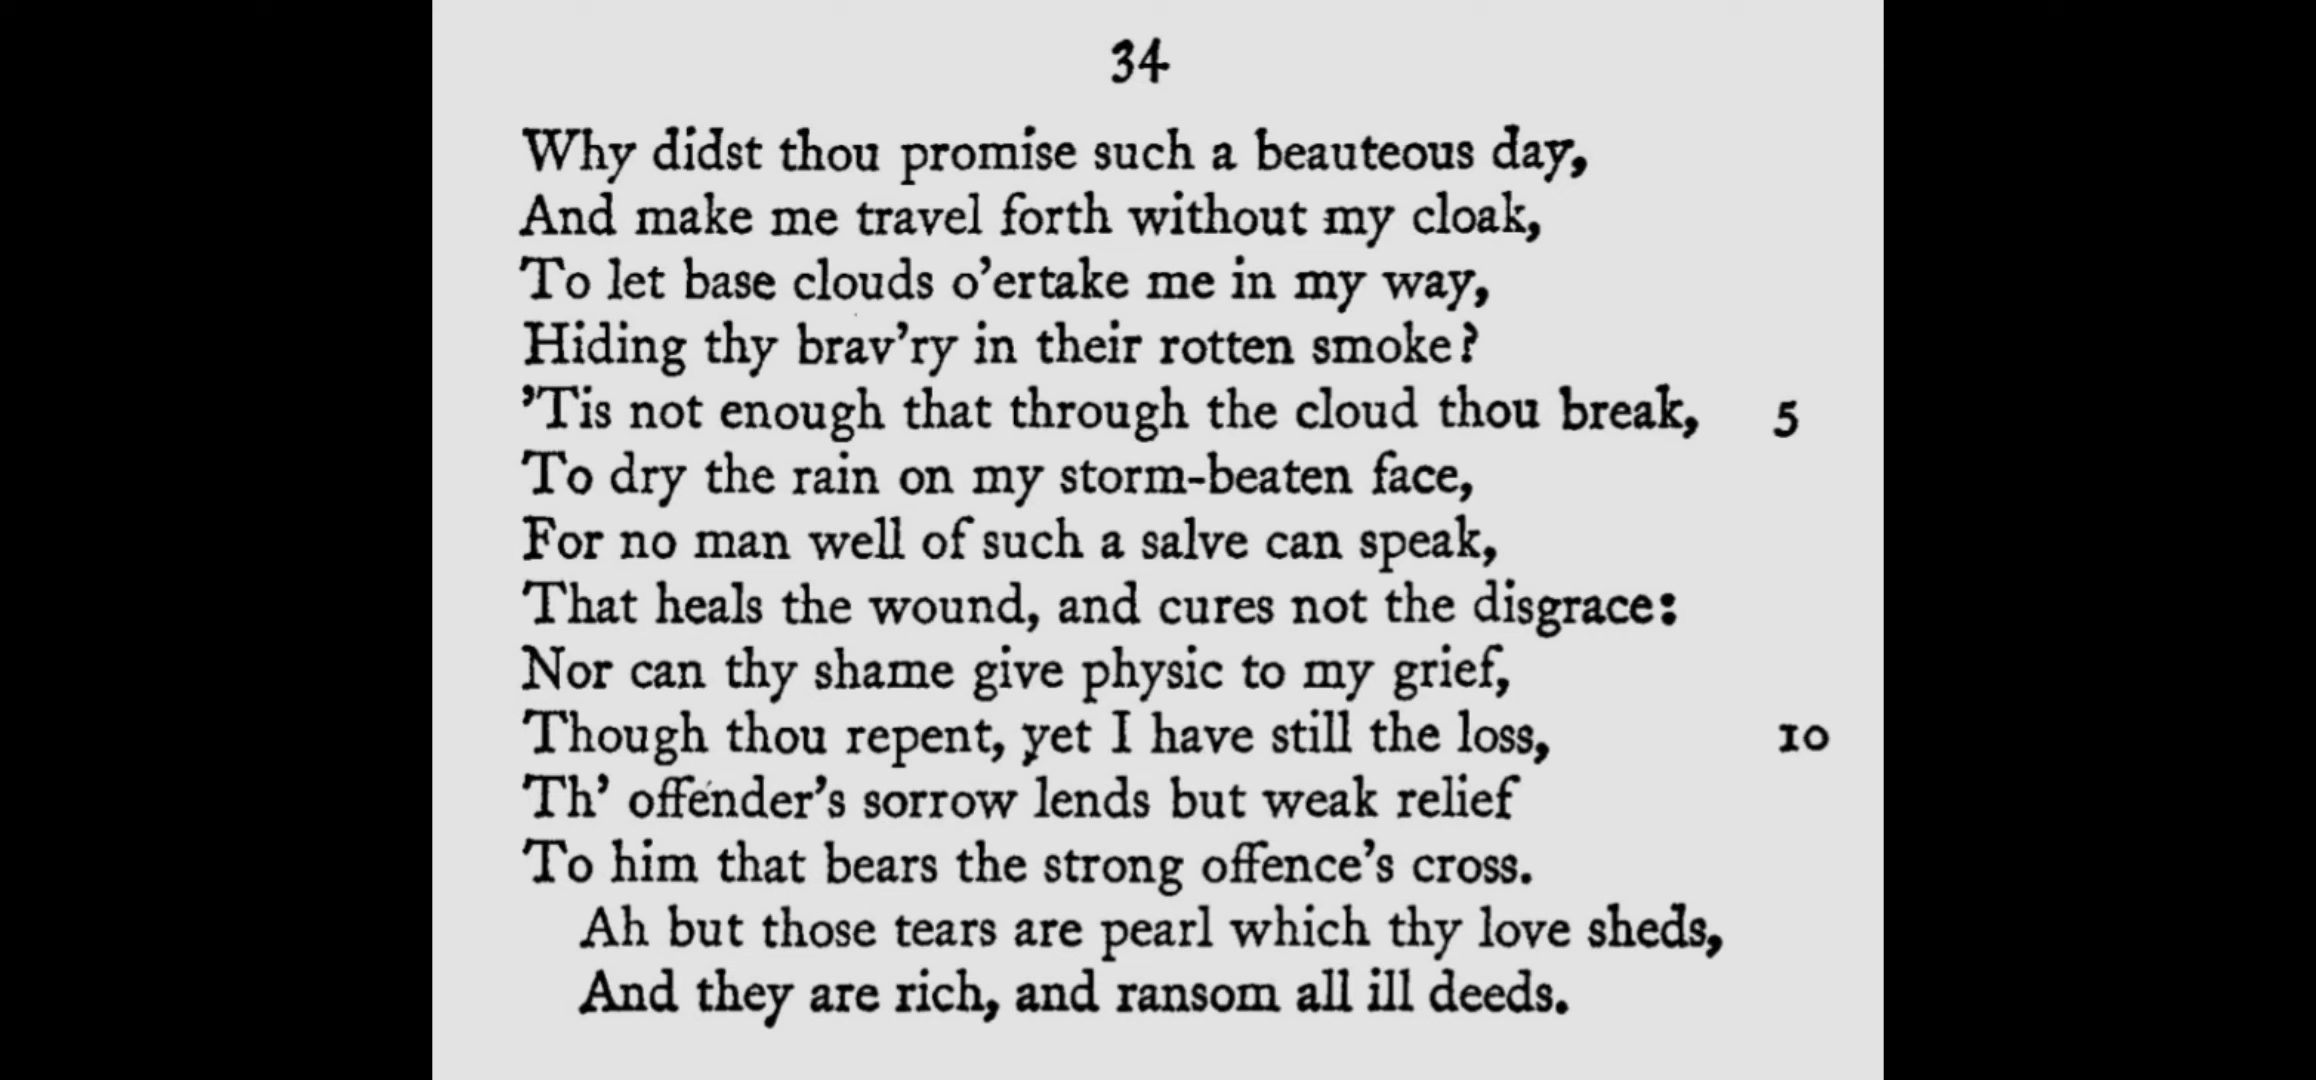 34
Why didst thou promise such a beauteous day,
And make me travel forth without my cloak,
To let base clouds o’ertake me in my way,
Hiding thy brav’ry in their rotten smoke?
’Tis not enough that through the cloud thou break, 5
To dry the rain on my storm-beaten face,
For no man well of such a salve can speak,
That heals the wound, and cures not the disgrace:
Nor can thy shame give physic to my grief,
Though thou repent, yet I have still the loss, 10
Th’ offender’s sorrow lends but weak relief
To him that bears the strong offence’s cross.
Ah but those tears are pearl which thy love sheds,
And they are rich, and ransom all ill deeds.